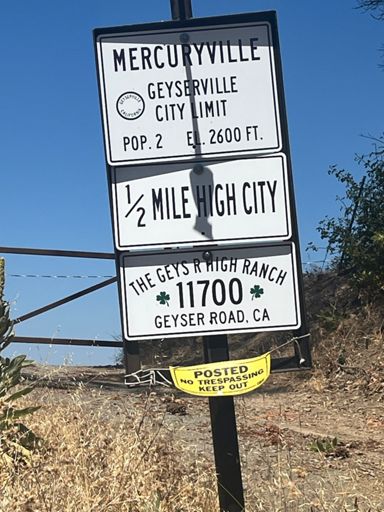 MERCURYVILLE
GEYSERVILLE
CITY LIMIT
POP. 2 EL. 2600 FT.
1/2 MILE HIGH CITY
THE GEYS R HIGH RANCH
11700
GEYSER ROAD, CA
POSTED
NO TRESPASSING
KEEP OUT